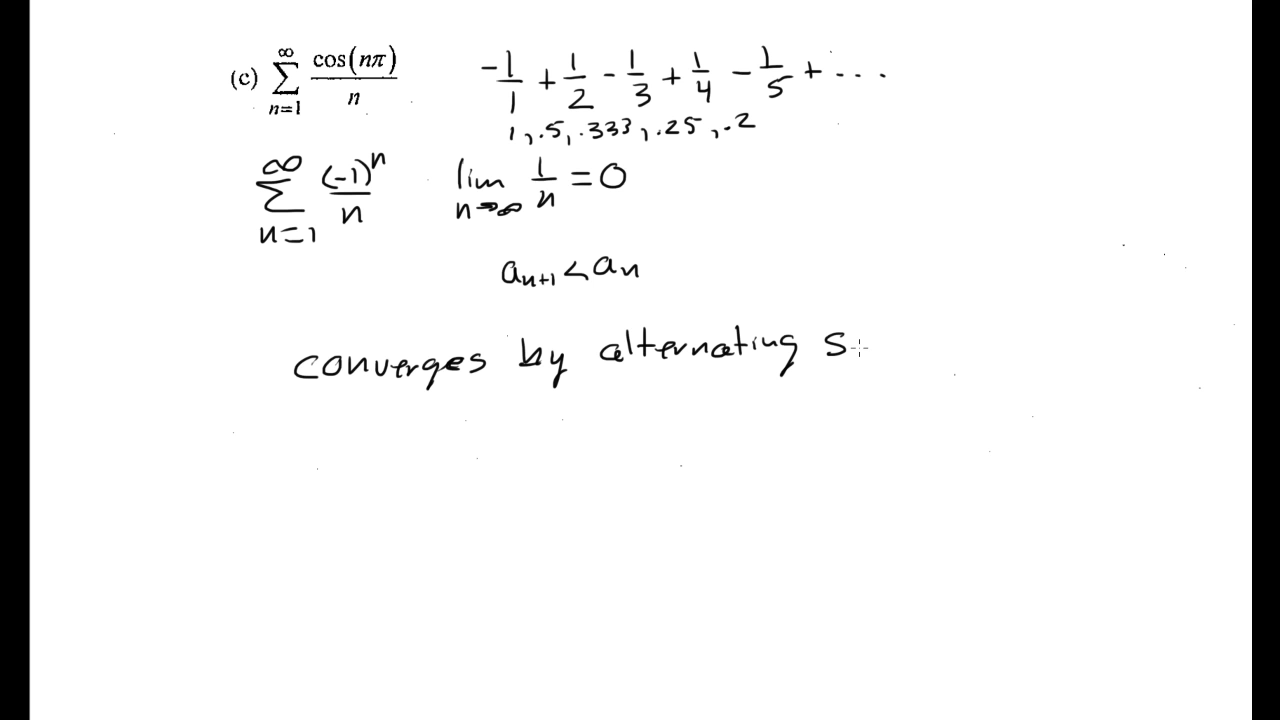 (c) ∑_{n=1}^{∞} cos(nπ)/n
-1/1 + 1/2 - 1/3 + 1/4 - 1/5 + ...
1, .5, .333, .25, .2
∑_{n=1}^{∞} (-1)^n/n
lim_{n→∞} 1/n = 0
a_{n+1} < a_n
converges by alternating s